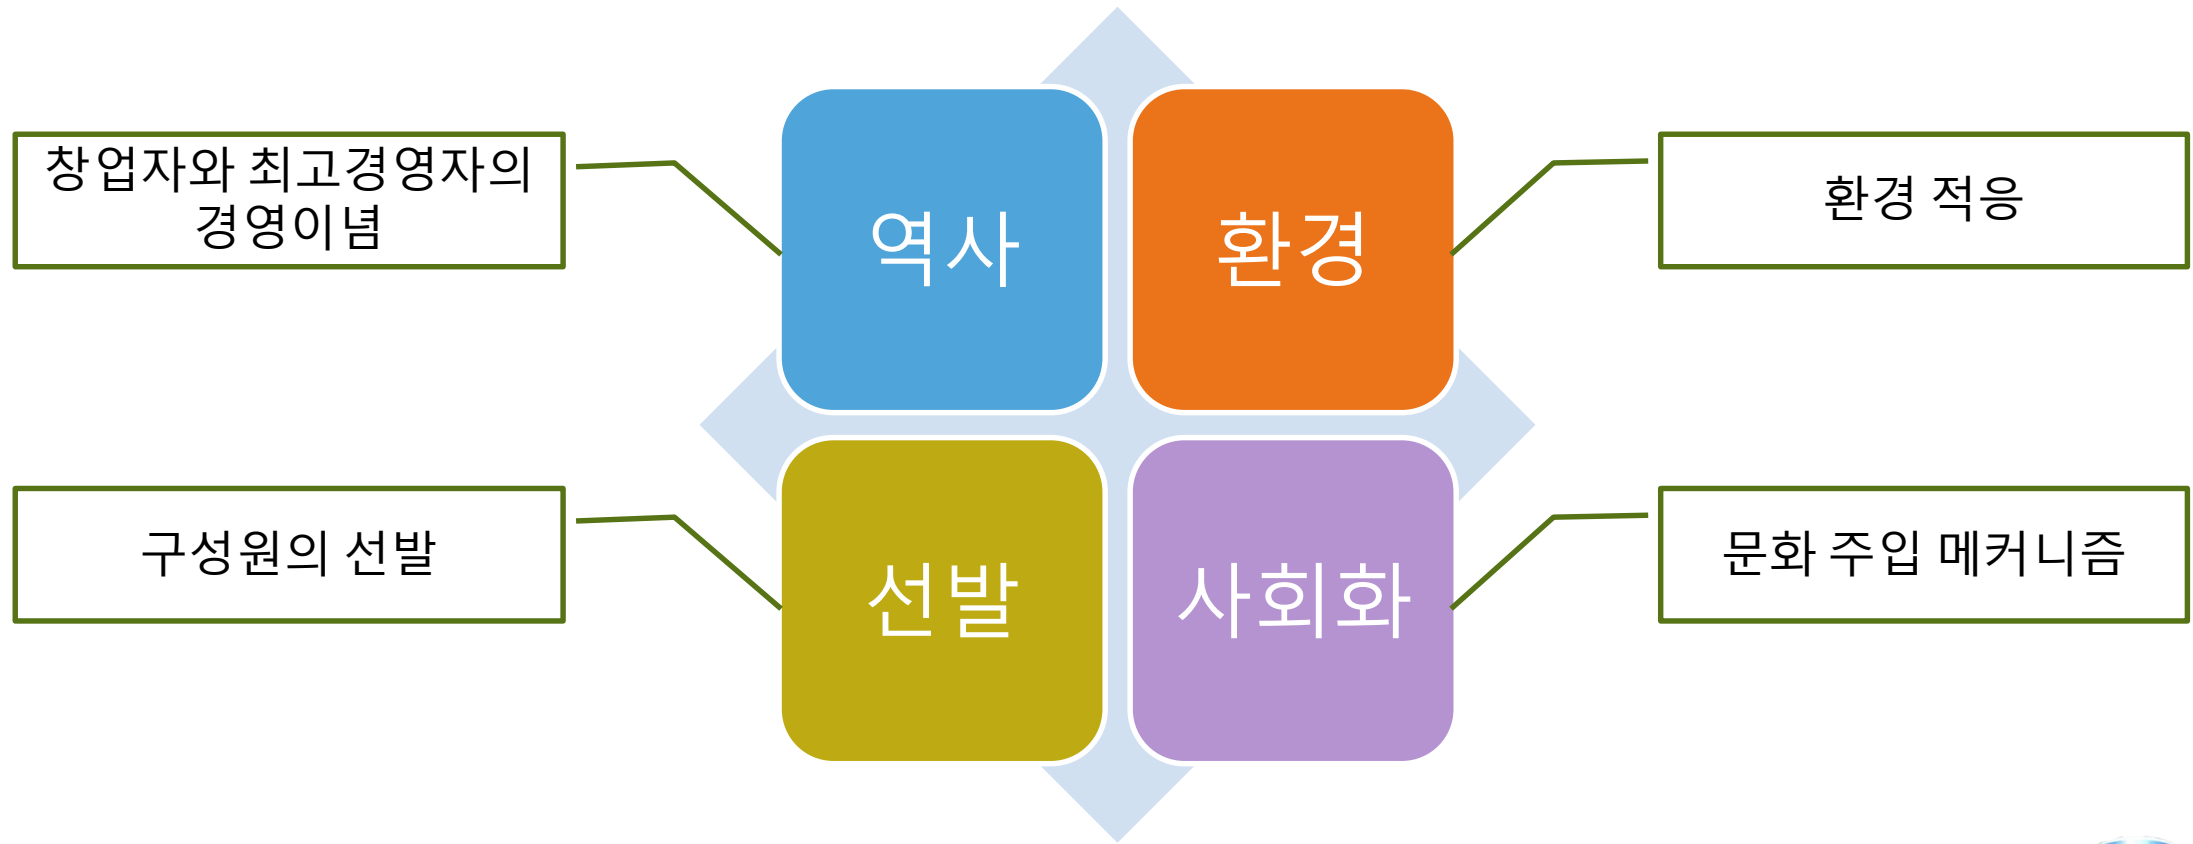 창업자와 최고경영자의
경영이념
역사
환경
환경 적응
구성원의 선발
선발
사회화
문화 주입 메커니즘